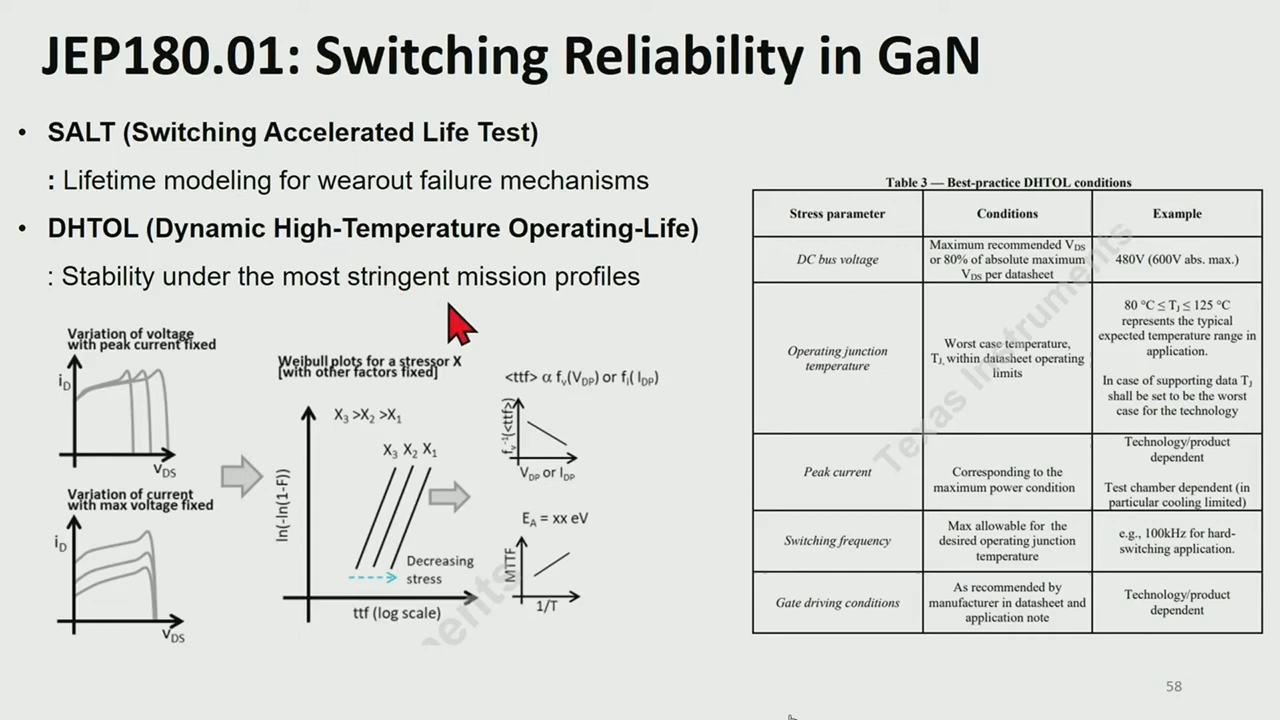 JEP180.01: Switching Reliability in GaN
• SALT (Switching Accelerated Life Test)
: Lifetime modeling for wearout failure mechanisms
• DHTOL (Dynamic High-Temperature Operating-Life)
: Stability under the most stringent mission profiles
Variation of voltage
with peak current fixed
iD
VDS
Variation of current
with max voltage fixed
iD
VDS
Weibull plots for a stressor X
[with other factors fixed]
X3 >X2 >X1
X3 X2 X1
ln(-ln(1-F))
Decreasing
stress
ttf (log scale)
<ttf> α fv(VDP) or fi( IDP)
fv-1(<ttf>)
VDP or IDP
EA = xx eV
MTTF
1/T
Table 3 — Best-practice DHTOL conditions
Stress parameter
Conditions
Example
DC bus voltage
Maximum recommended VDS
or 80% of absolute maximum
VDS per datasheet
480V (600V abs. max.)
Operating junction
temperature
Worst case temperature,
TJ, within datasheet operating
limits
80 °C ≤ TJ ≤ 125 °C
represents the typical
expected temperature range in
application.
In case of supporting data TJ
shall be set to be the worst
case for the technology
Peak current
Corresponding to the
maximum power condition
Technology/product
dependent
Test chamber dependent (in
particular cooling limited)
Switching frequency
Max allowable for the
desired operating junction
temperature
e.g., 100kHz for hard-
switching application.
Gate driving conditions
As recommended by
manufacturer in datasheet and
application note
Technology/product
dependent
Texas Instruments
ments
58